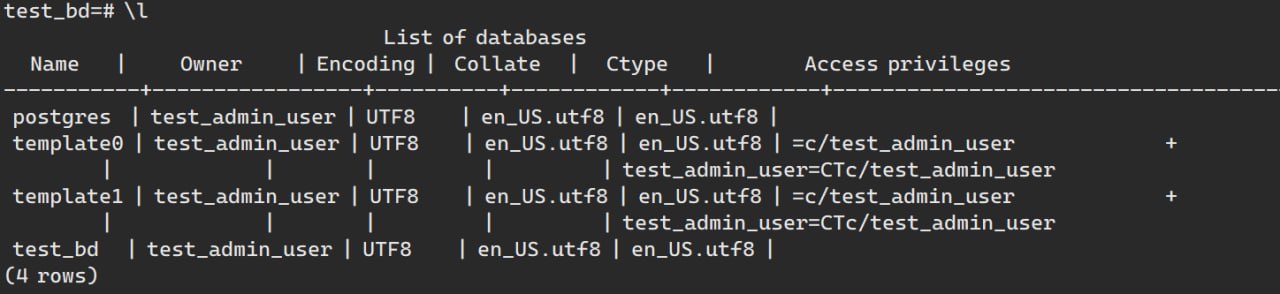 test_bd=# \l
List of databases
Name | Owner | Encoding | Collate | Ctype | Access privileges
-----------+-----------------+----------+------------+------------+-----------------------------------
postgres | test_admin_user | UTF8 | en_US.utf8 | en_US.utf8 |
template0 | test_admin_user | UTF8 | en_US.utf8 | en_US.utf8 | =c/test_admin_user +
| | | | | test_admin_user=CTc/test_admin_user
template1 | test_admin_user | UTF8 | en_US.utf8 | en_US.utf8 | =c/test_admin_user +
| | | | | test_admin_user=CTc/test_admin_user
test_bd | test_admin_user | UTF8 | en_US.utf8 | en_US.utf8 |
(4 rows)